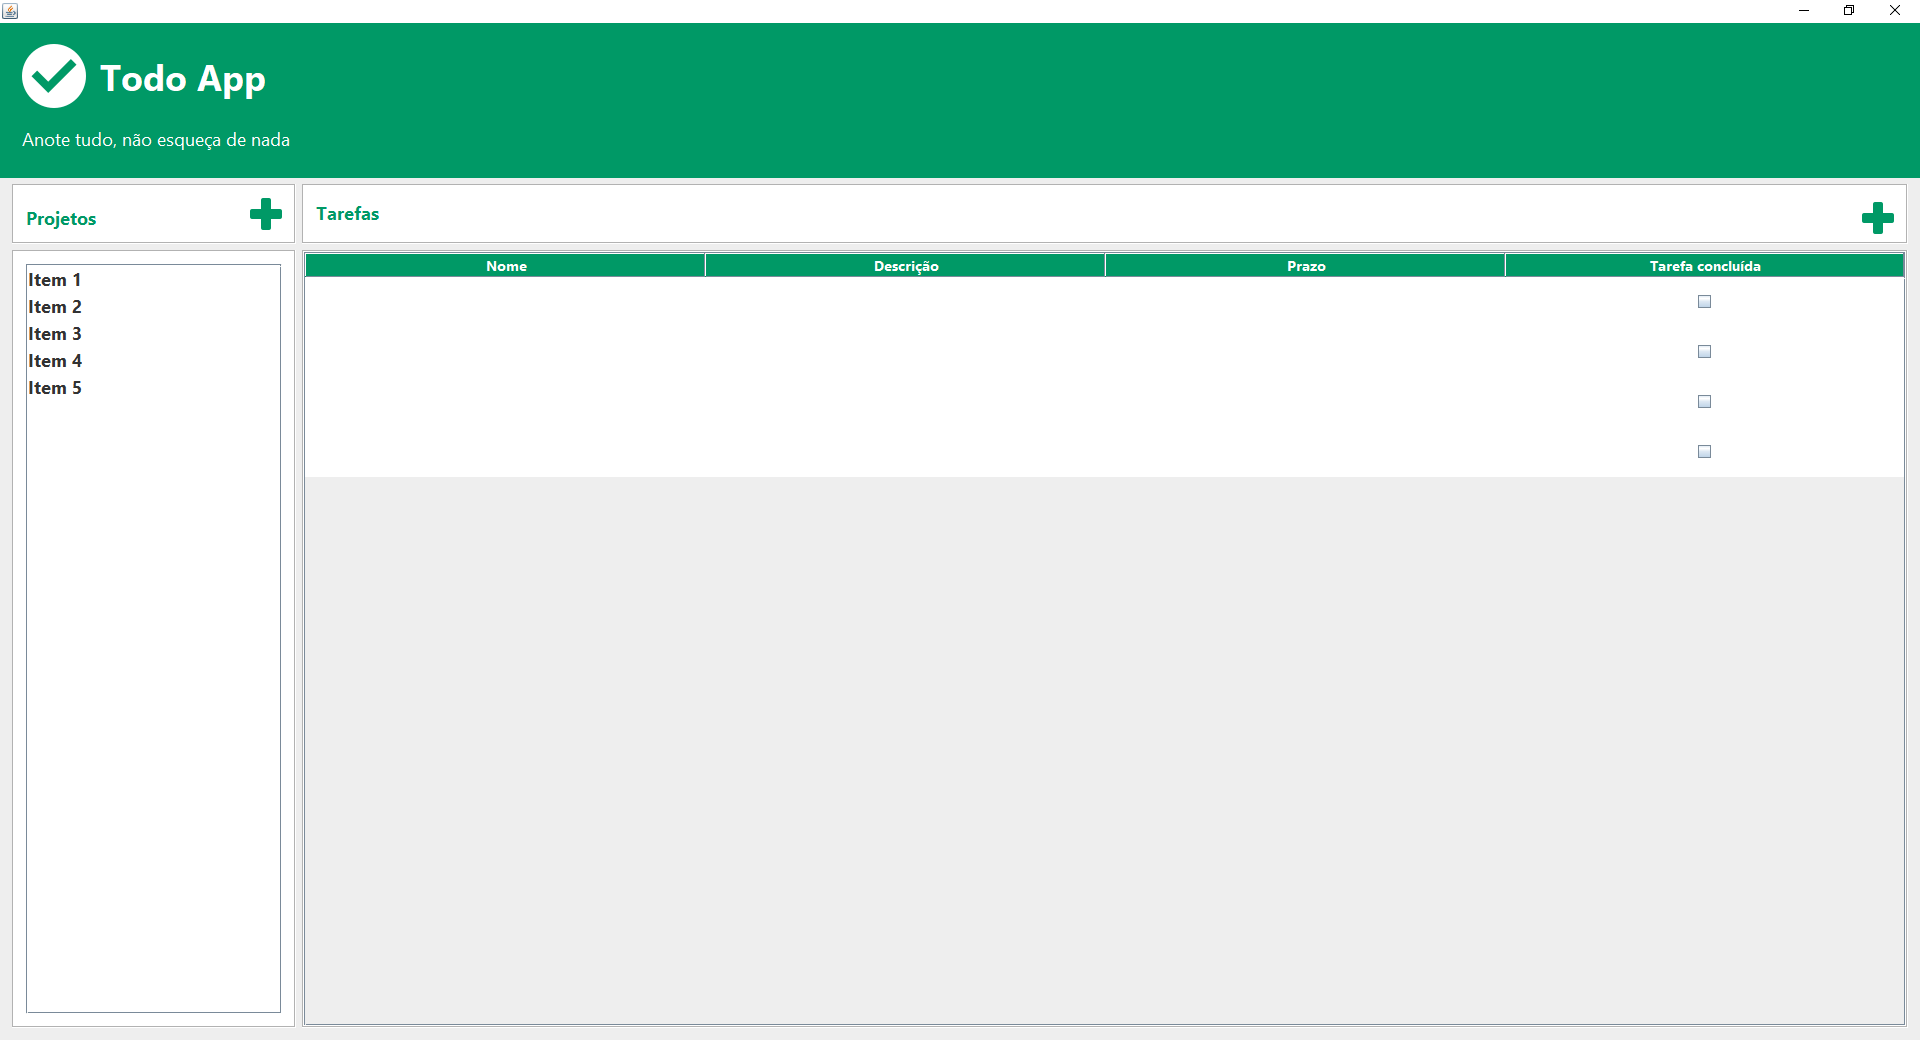 Todo App
Anote tudo, não esqueça de nada
Projetos
Tarefas
Item 1
Item 2
Item 3
Item 4
Item 5
Nome Descrição Prazo Tarefa concluída